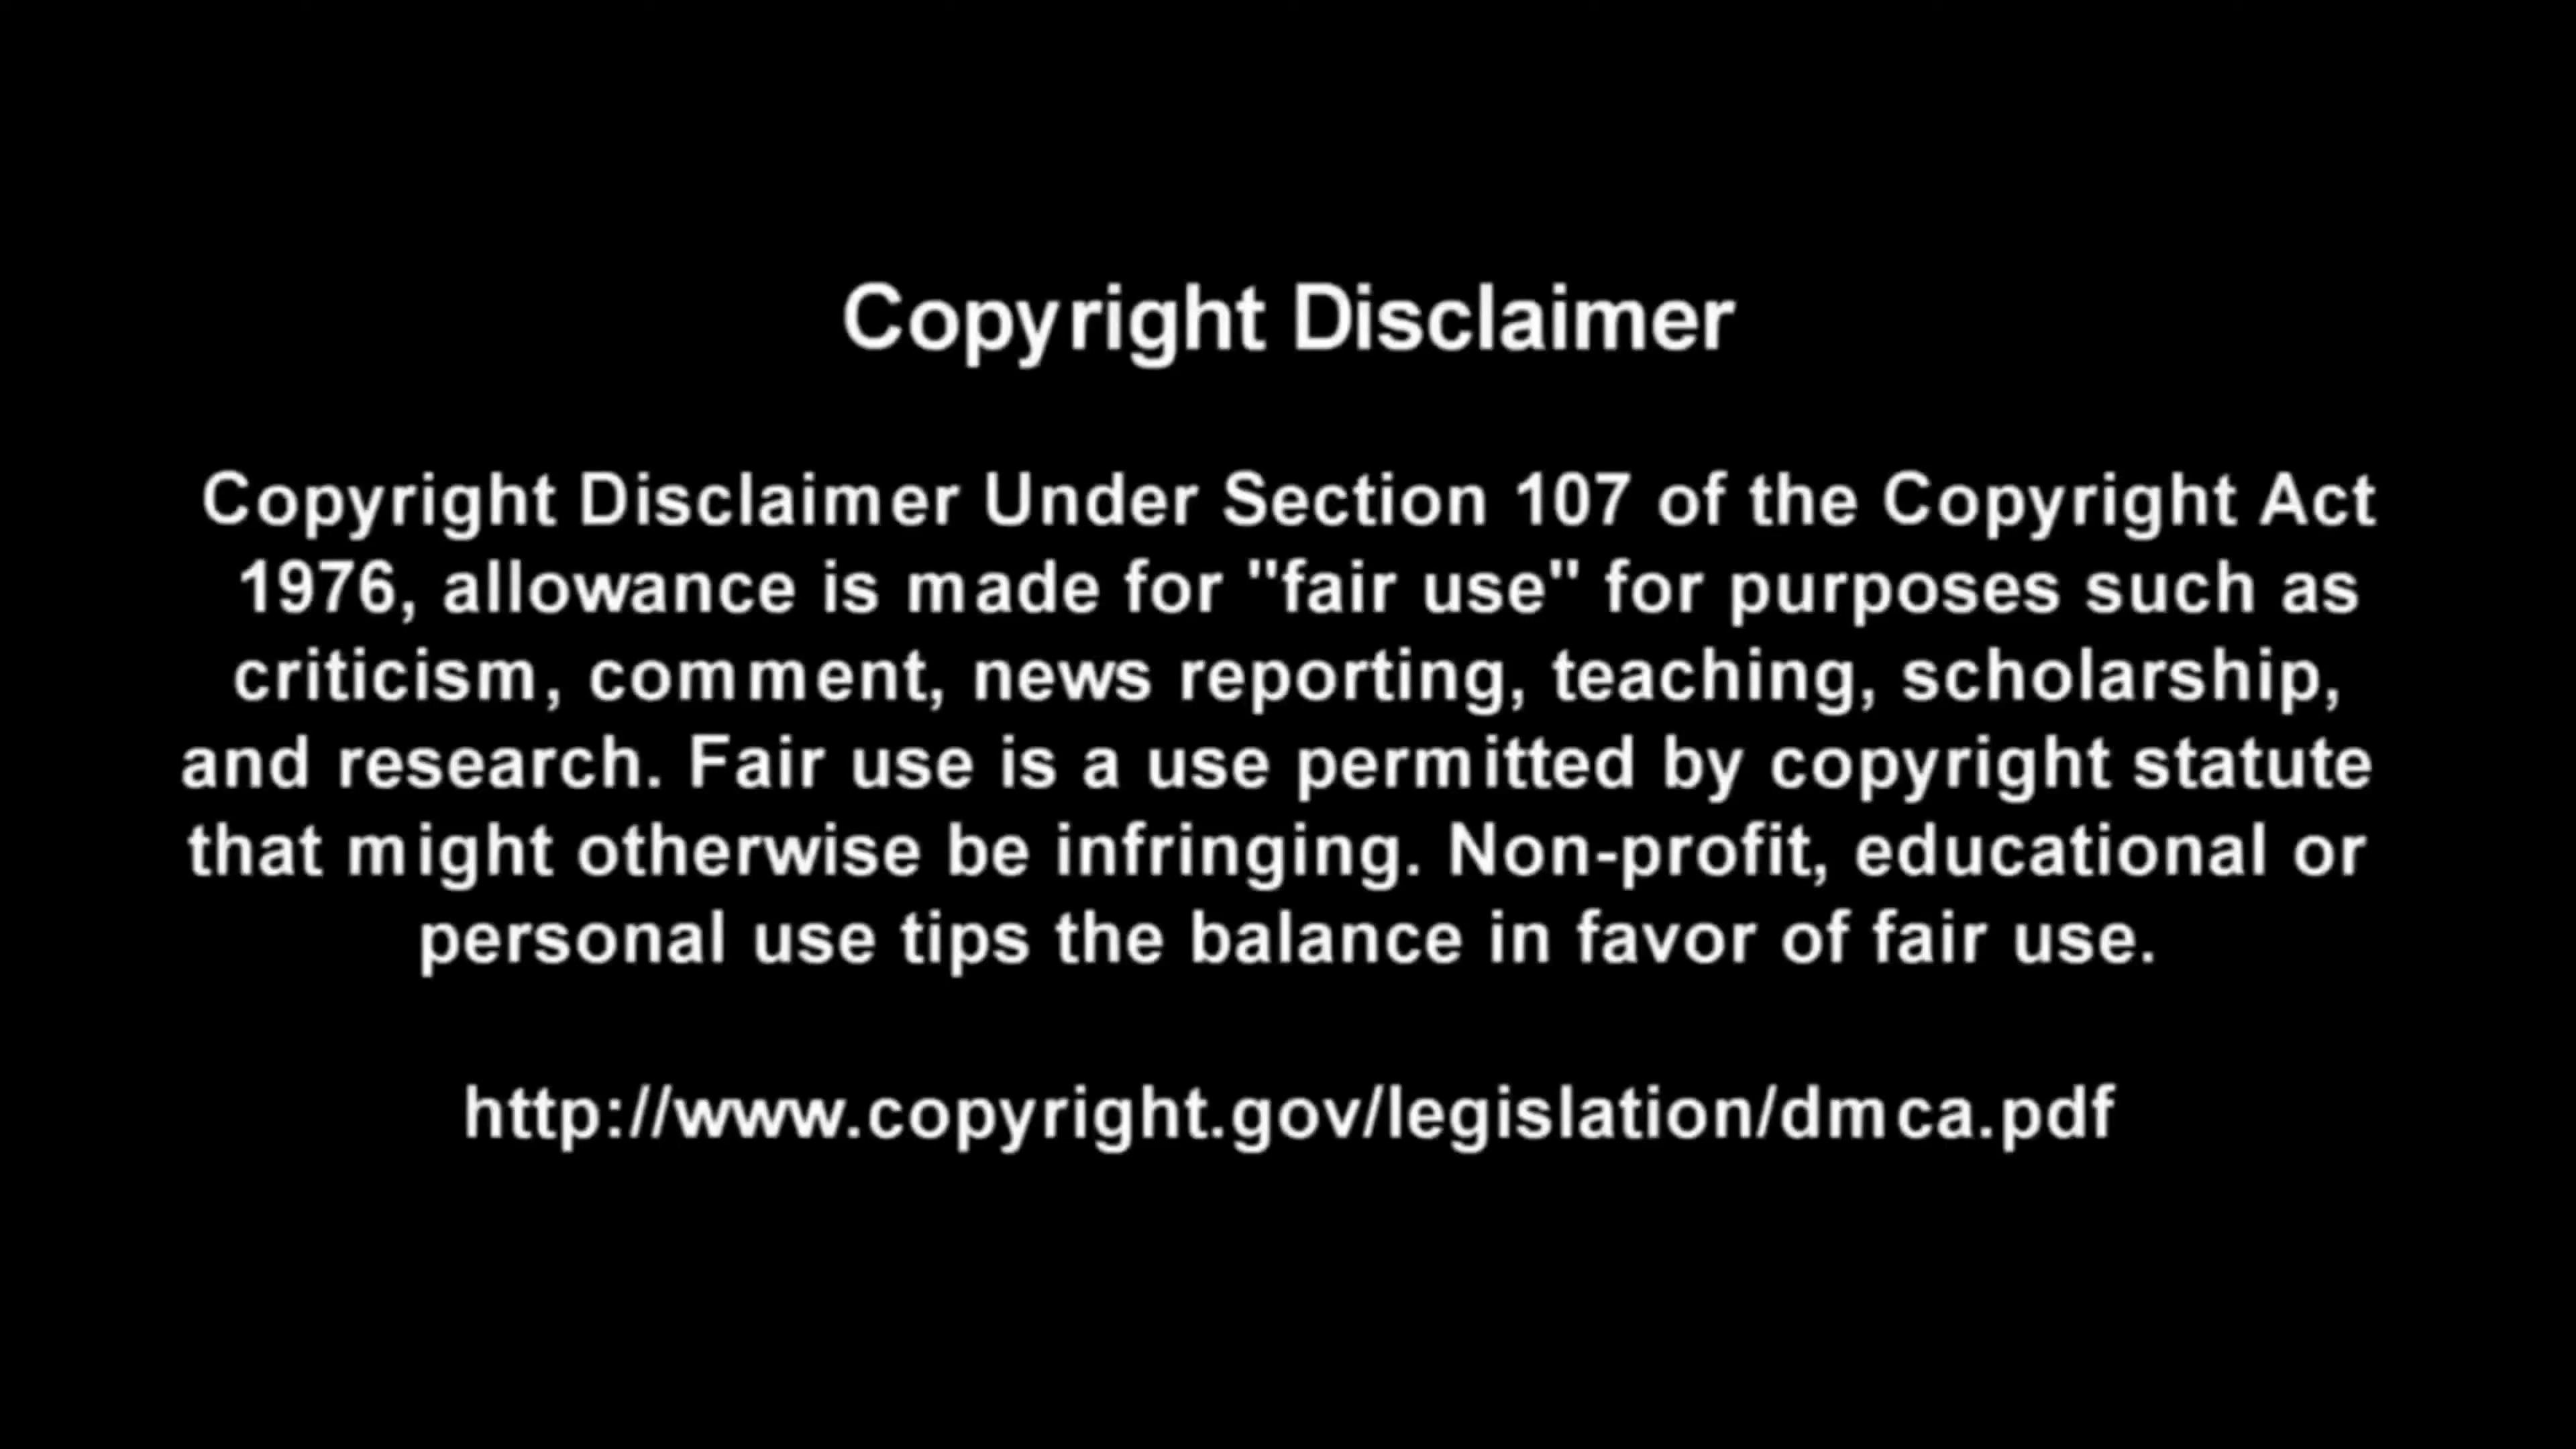 Copyright Disclaimer
Copyright Disclaimer Under Section 107 of the Copyright Act
1976, allowance is made for "fair use" for purposes such as
criticism, comment, news reporting, teaching, scholarship,
and research. Fair use is a use permitted by copyright statute
that might otherwise be infringing. Non-profit, educational or
personal use tips the balance in favor of fair use.
http://www.copyright.gov/legislation/dmca.pdf